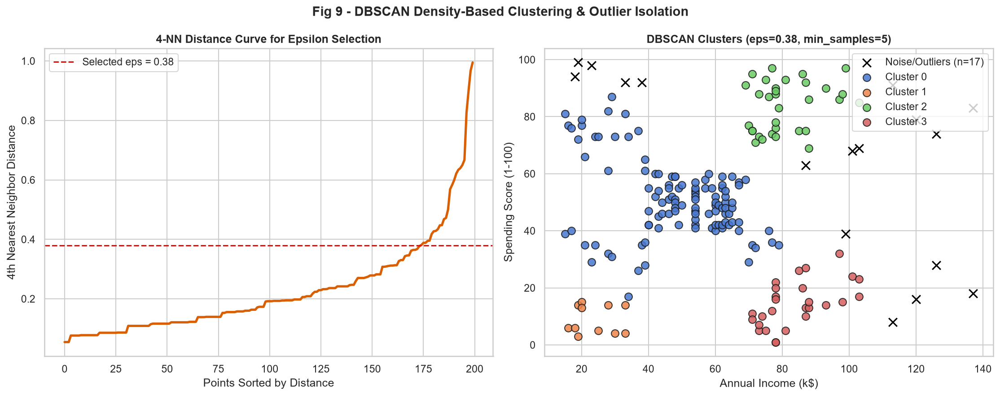 Fig 9 - DBSCAN Density-Based Clustering & Outlier Isolation
4-NN Distance Curve for Epsilon Selection
Selected eps = 0.38
4th Nearest Neighbor Distance
1.0
0.8
0.6
0.4
0.2
0 25 50 75 100 125 150 175 200
Points Sorted by Distance
DBSCAN Clusters (eps=0.38, min_samples=5)
Noise/Outliers (n=17)
Cluster 0
Cluster 1
Cluster 2
Cluster 3
Spending Score (1-100)
100
80
60
40
20
0
20 40 60 80 100 120 140
Annual Income (k$)